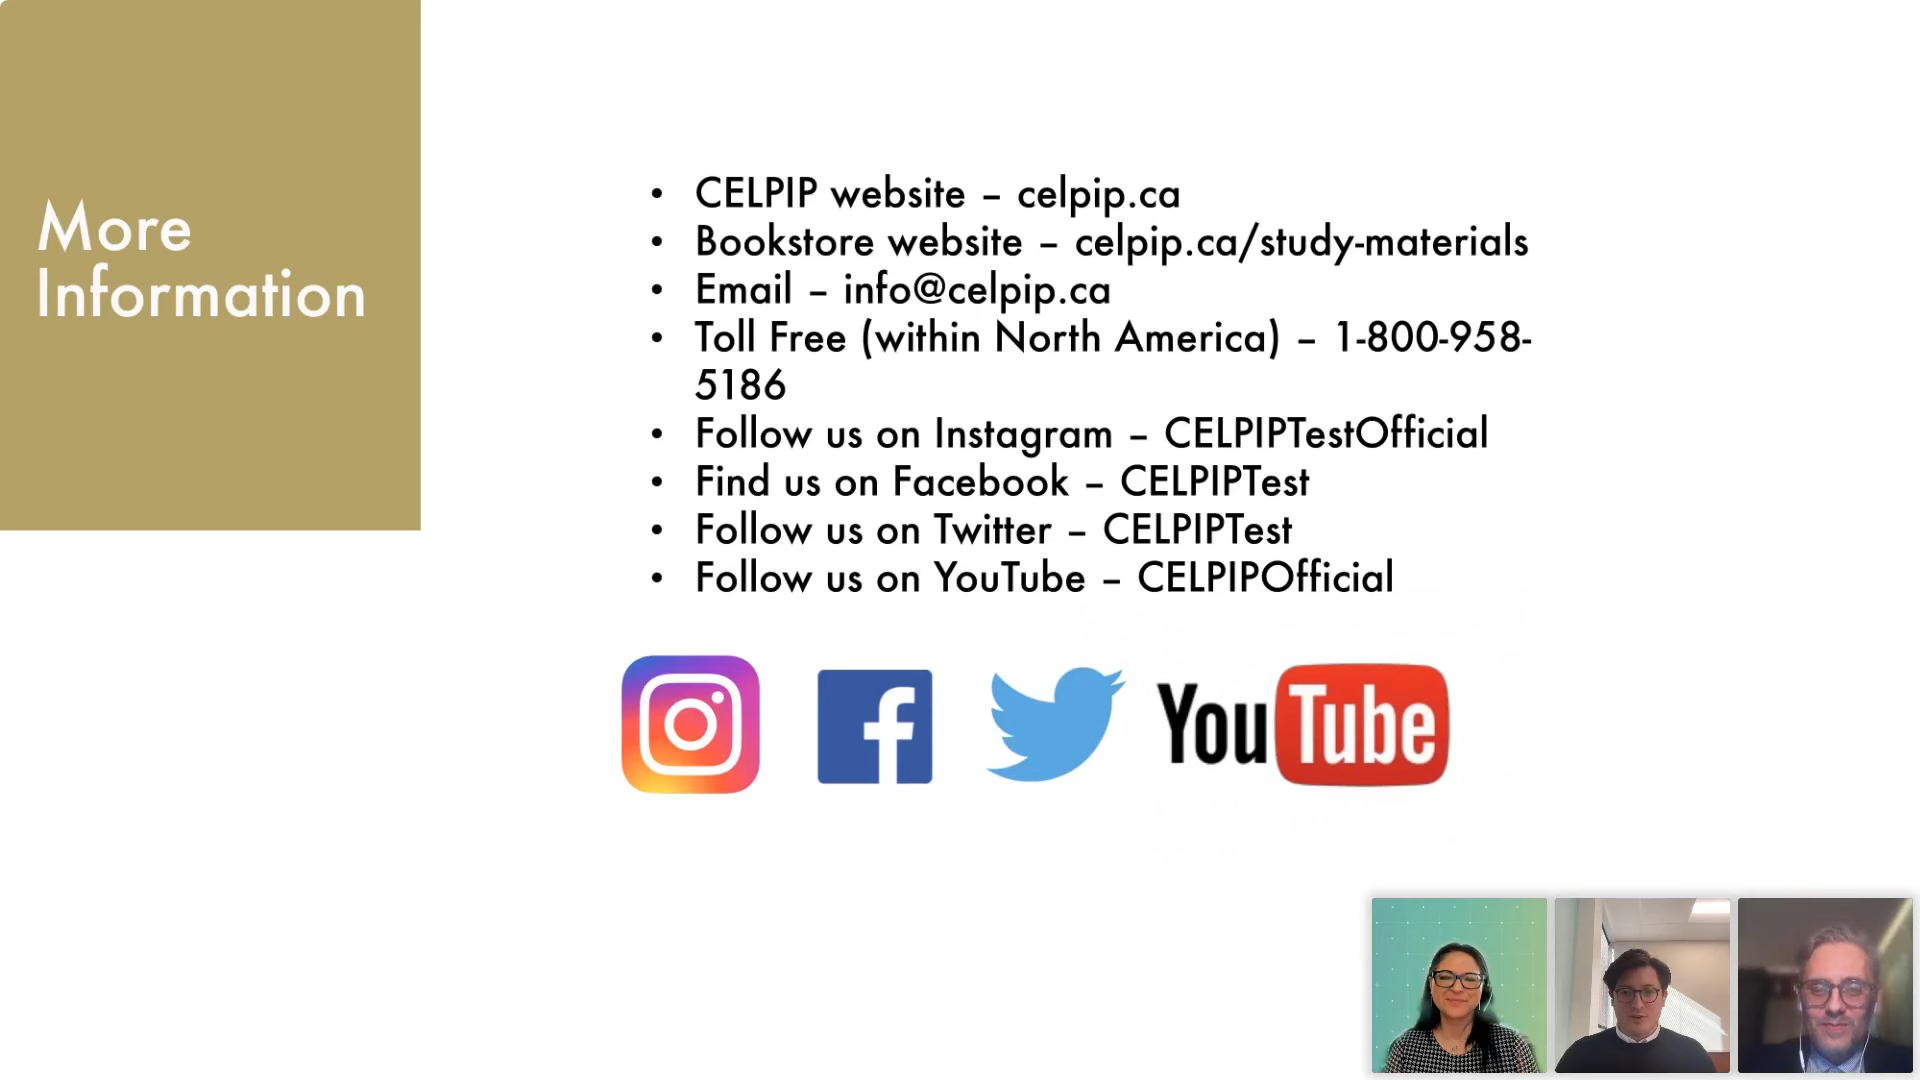 More
Information
• CELPIP website – celpip.ca
• Bookstore website – celpip.ca/study-materials
• Email – info@celpip.ca
• Toll Free (within North America) – 1-800-958-
5186
• Follow us on Instagram – CELPIPTestOfficial
• Find us on Facebook – CELPIPTest
• Follow us on Twitter – CELPIPTest
• Follow us on YouTube – CELPIPOfficial
f
YouTube